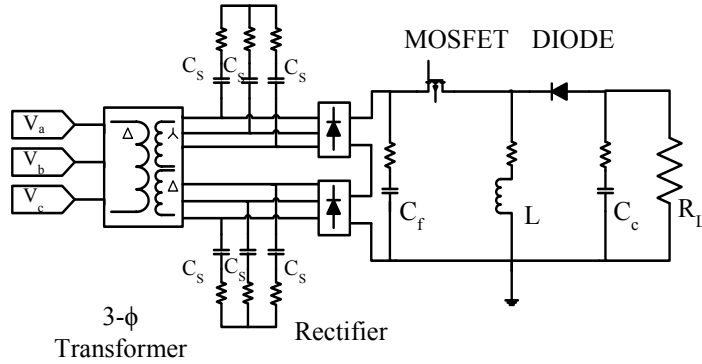 MOSFET DIODE
C_S C_S C_S
V_a
V_b
V_c
Δ Y
Δ
C_f
L
C_c
R_L
C_S C_S C_S
3-ϕ
Transformer
Rectifier